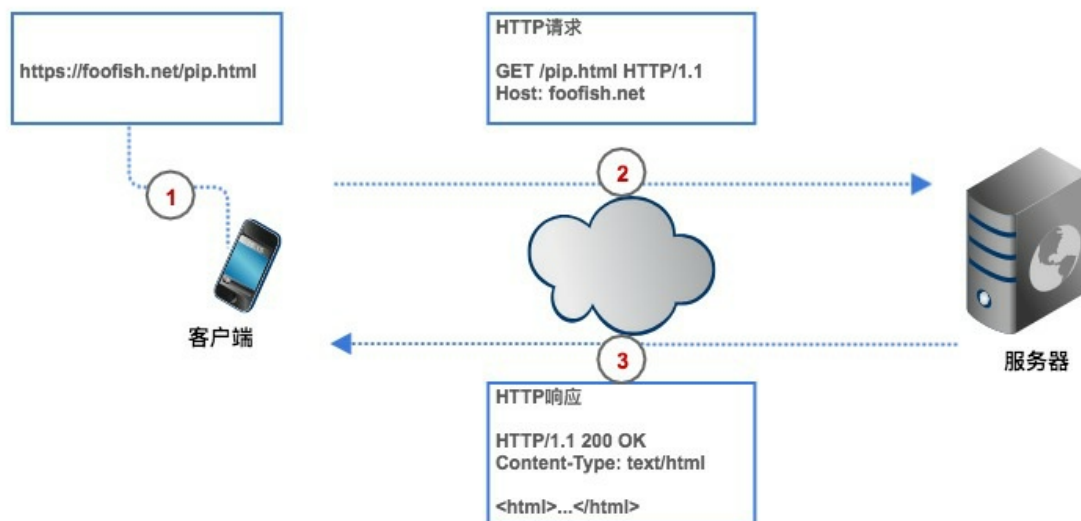 https://foofish.net/pip.html
HTTP请求
GET /pip.html HTTP/1.1
Host: foofish.net
1
2
客户端
服务器
3
HTTP响应
HTTP/1.1 200 OK
Content-Type: text/html
<html>...</html>